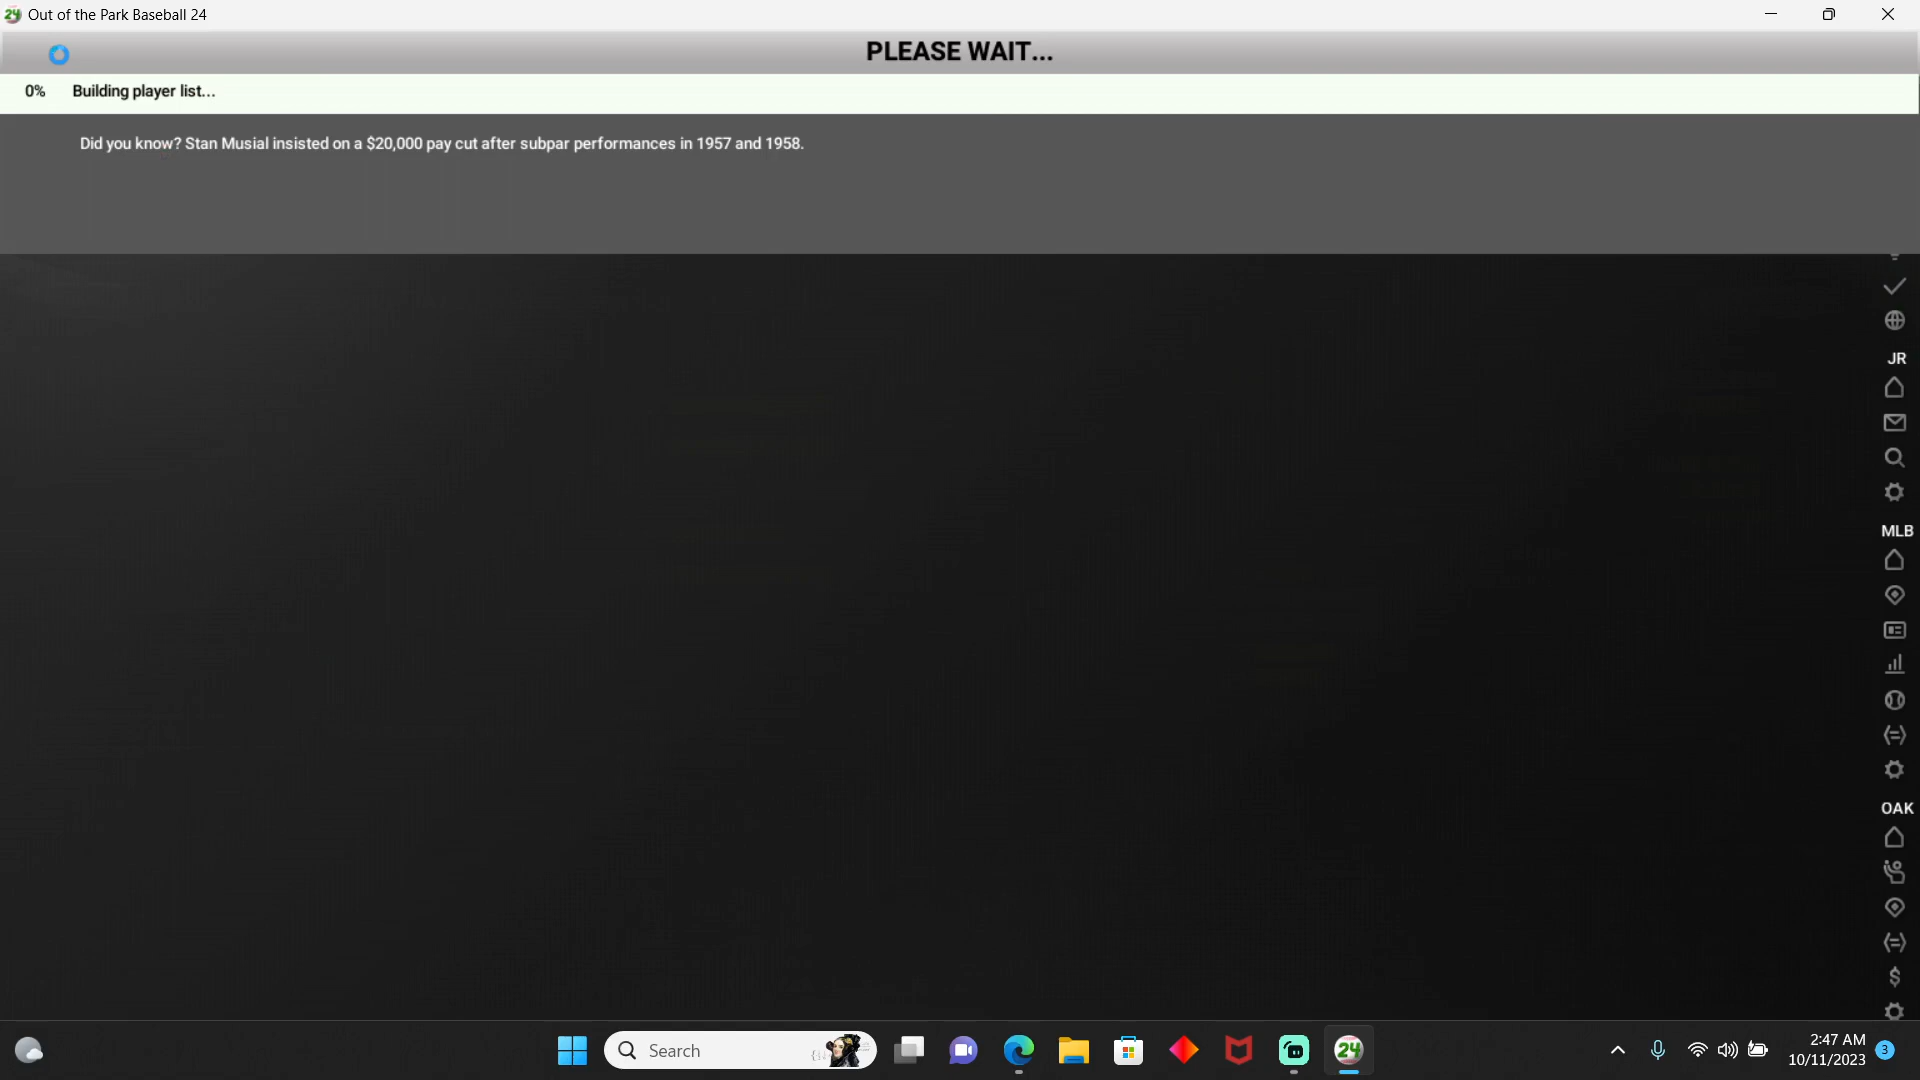 24 Out of the Park Baseball 24
PLEASE WAIT...
0% Building player list...
Did you know? Stan Musial insisted on a $20,000 pay cut after subpar performances in 1957 and 1958.
JR
MLB
OAK
Search
24
2:47 AM
10/11/2023
3